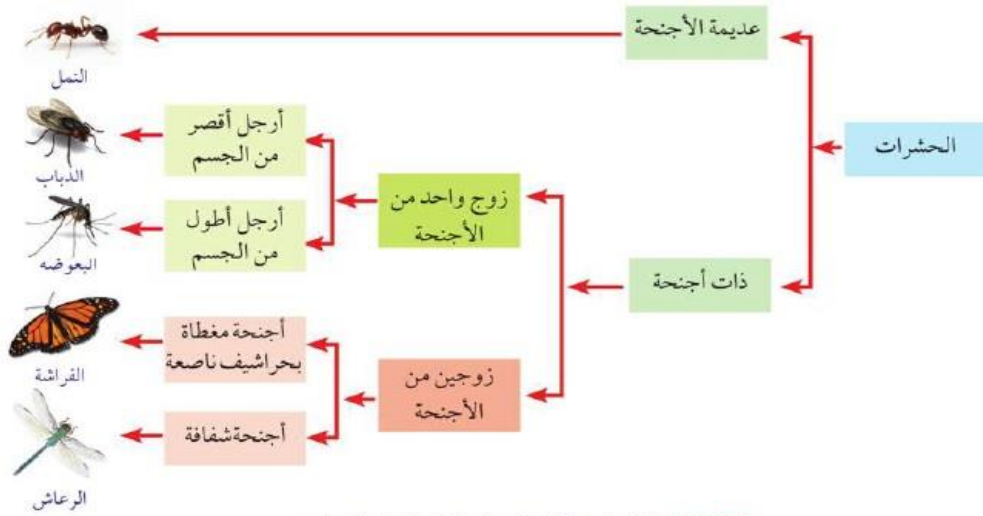 الحشرات
عديمة الأجنحة
النمل
ذات أجنحة
زوج واحد من
الأجنحة
أرجل أقصر
من الجسم
الذباب
أرجل أطول
من الجسم
البعوضه
زوجين من
الأجنحة
أجنحة مغطاة
بحراشيف ناصعة
الفراشة
أجنحة شفافة
الرعاش